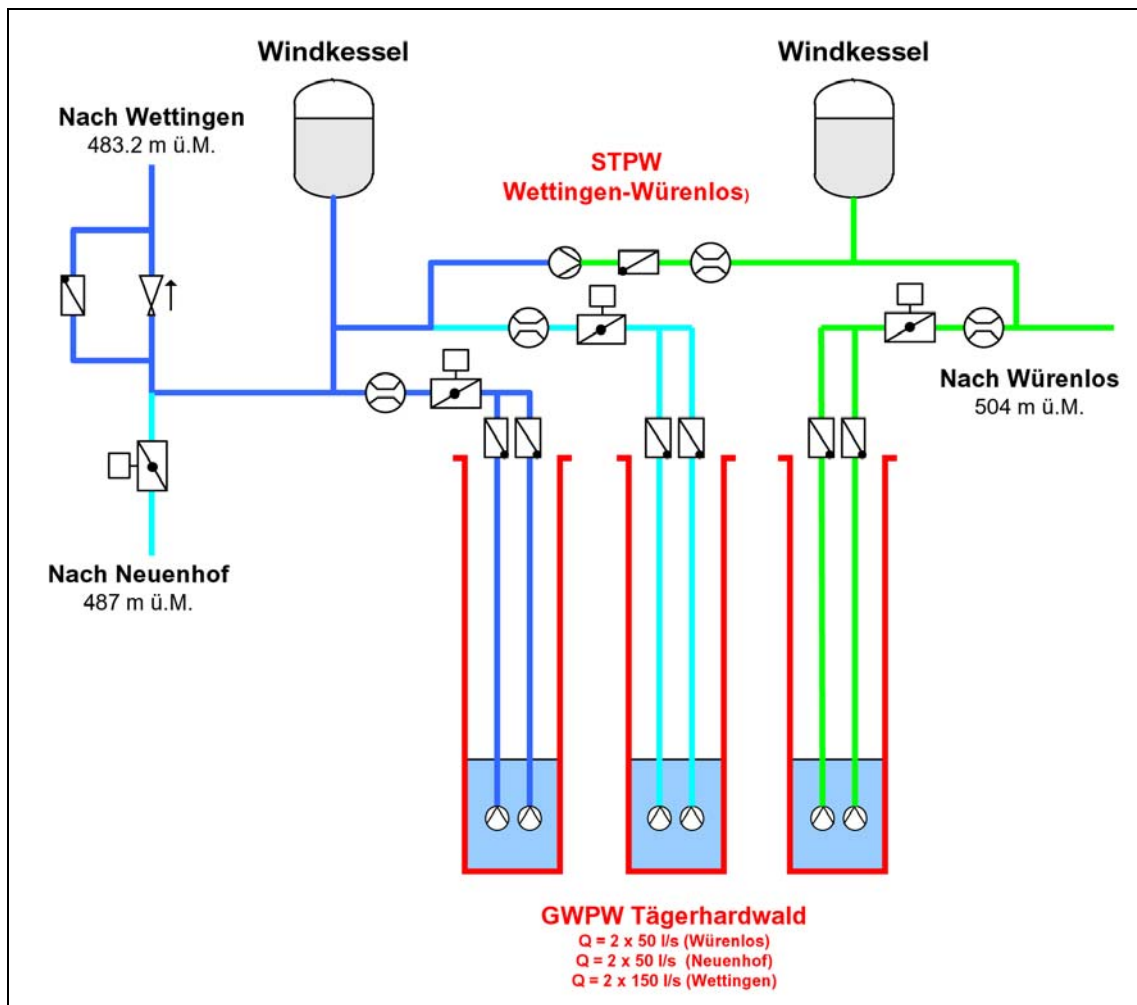 Windkessel
Windkessel
Nach Wettingen
483.2 m ü.M.
STPW
Wettingen-Würenlos)
Nach Würenlos
504 m ü.M.
Nach Neuenhof
487 m ü.M.
GWPW Tägerhardwald
Q = 2 x 50 l/s (Würenlos)
Q = 2 x 50 l/s (Neuenhof)
Q = 2 x 150 l/s (Wettingen)